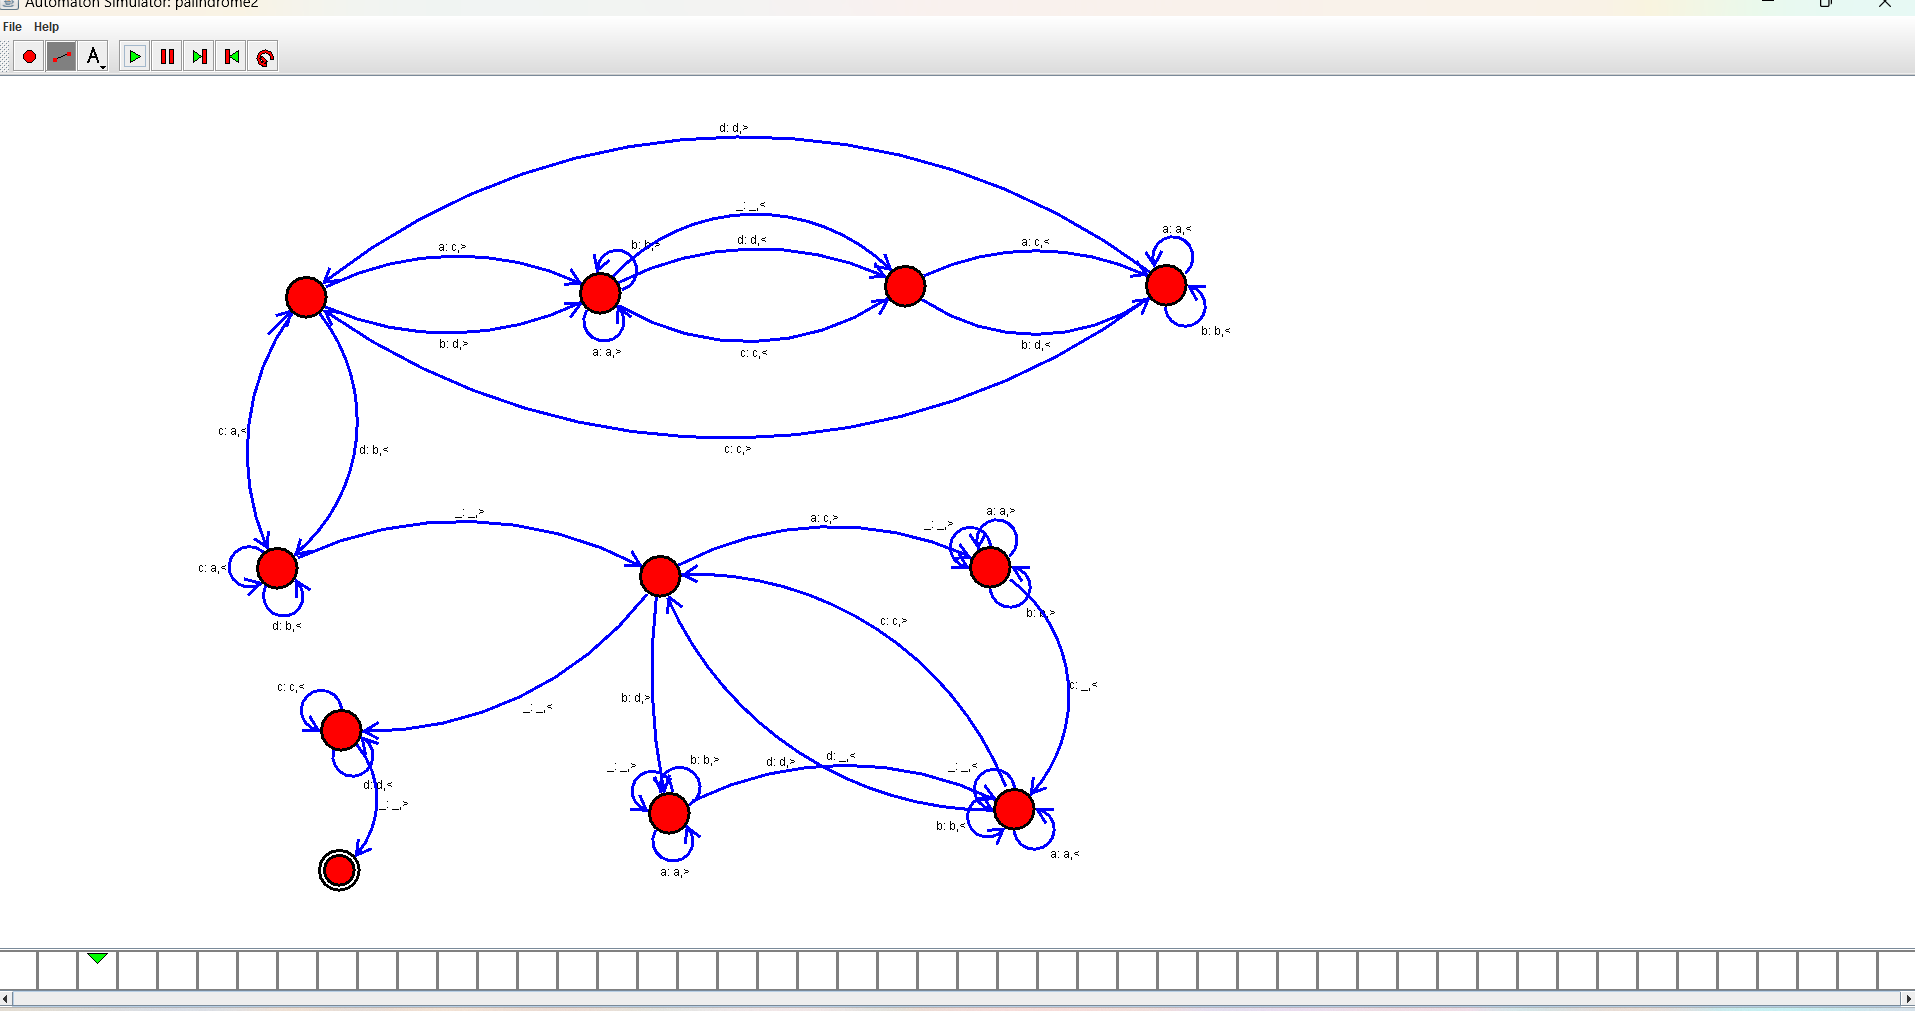 Automaton Simulator: palindrome2
File Help
A
d: d,>
_: _,<
a: a,<
d: d,<
a: c,<
a: c,>
b: b,>
b: b,<
b: d,>
a: a,>
c: c,<
b: d,<
c: a,<
d: b,<
c: c,>
_: _,>
a: c,>
_: _,>
a: a,>
c: a,<
b: b,>
d: b,<
c: c,>
c: c,<
b: d,>
_: _,<
c: _,<
_: _,>
b: b,>
d: d,>
d: _,<
_: _,<
d: d,<
_: _,>
b: b,<
a: a,>
a: a,<